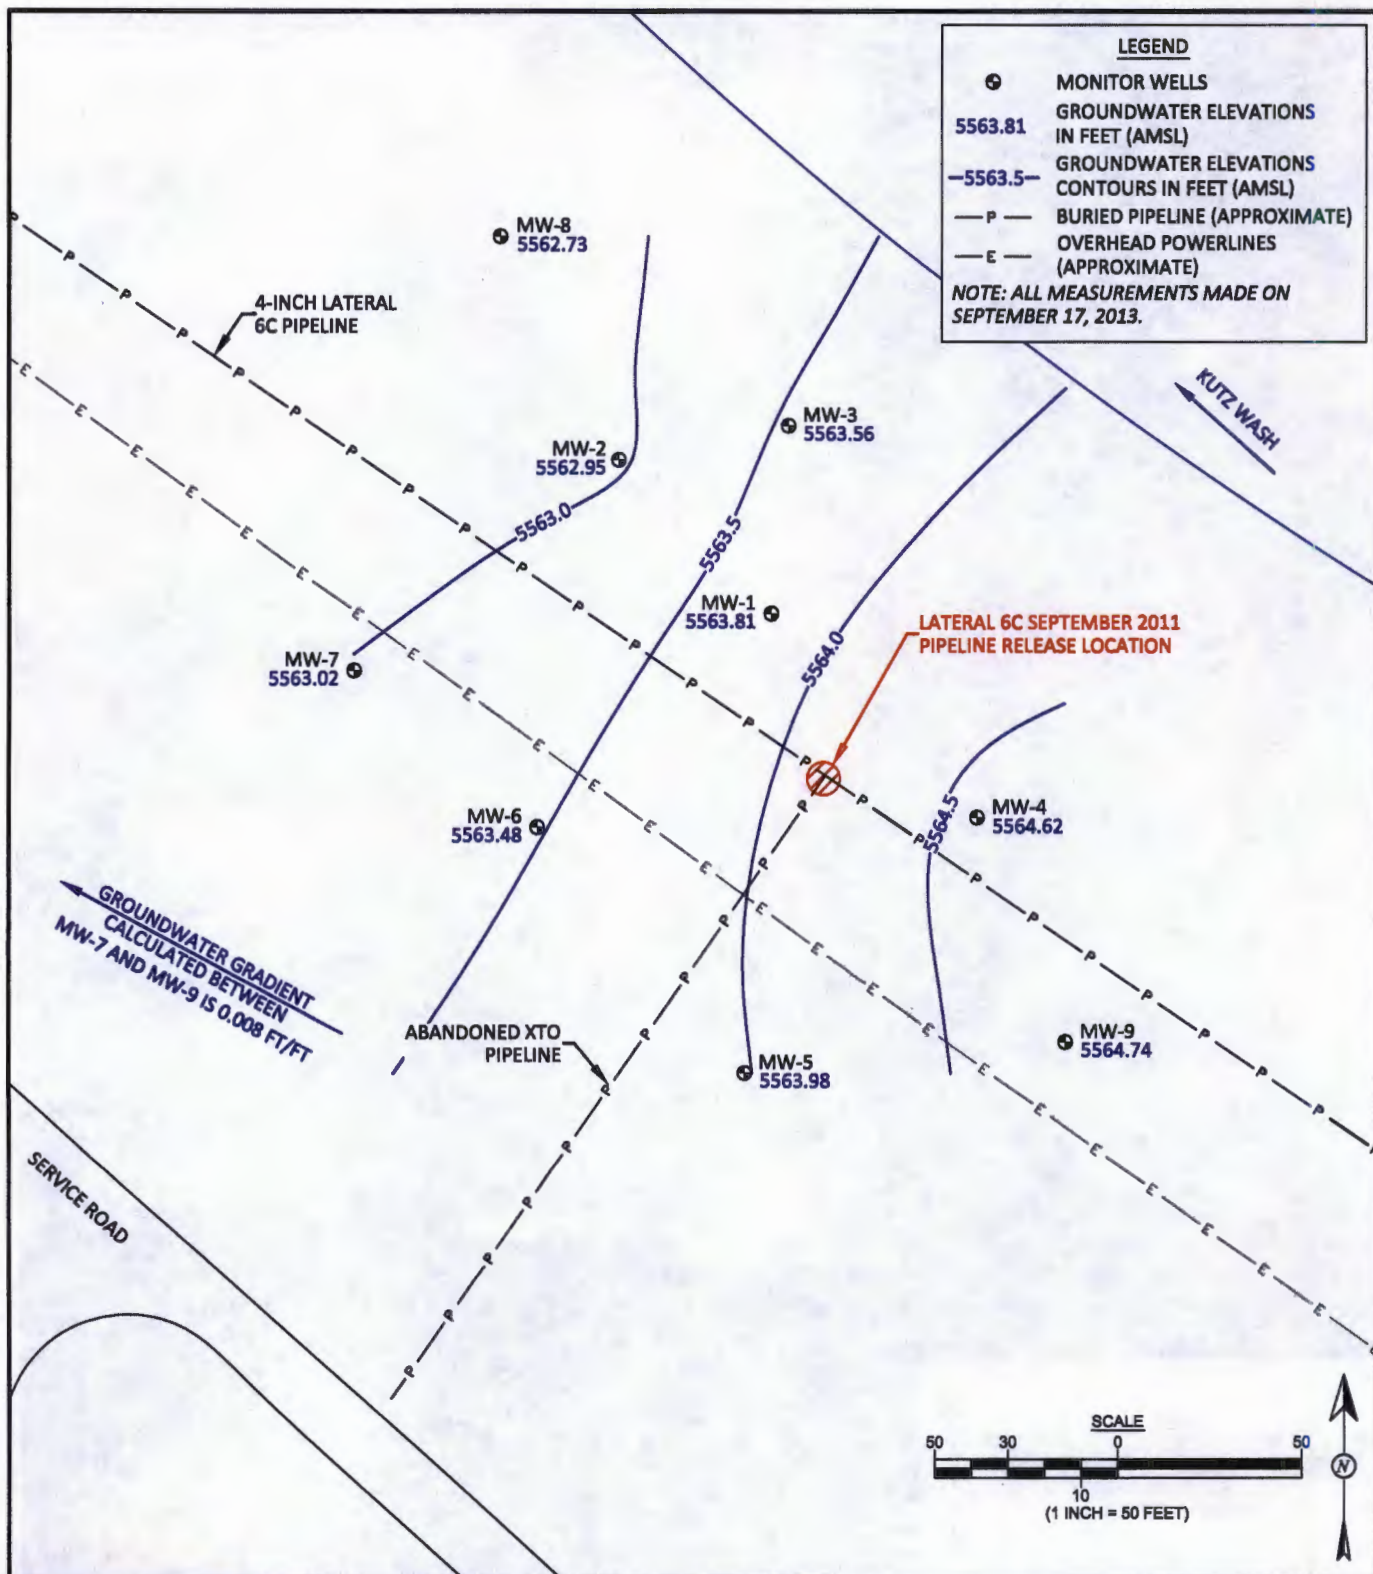 LEGEND
MONITOR WELLS
5563.81
GROUNDWATER ELEVATIONS
IN FEET (AMSL)
5563.5
GROUNDWATER ELEVATIONS
CONTOURS IN FEET (AMSL)
P
BURIED PIPELINE (APPROXIMATE)
E
OVERHEAD POWERLINES
(APPROXIMATE)
NOTE: ALL MEASUREMENTS MADE ON
SEPTEMBER 17, 2013.
MW-8
5562.73
4-INCH LATERAL
6C PIPELINE
KUTZ WASH
MW-3
5563.56
MW-2
5562.95
5563.0
5563.5
MW-1
5563.81
LATERAL 6C SEPTEMBER 2011
PIPELINE RELEASE LOCATION
5564.0
MW-7
5563.02
MW-6
5563.48
5564.5
MW-4
5564.62
GROUNDWATER GRADIENT
CALCULATED BETWEEN
MW-7 AND MW-9 IS 0.008 FT/FT
ABANDONED XTO
PIPELINE
MW-5
5563.98
MW-9
5564.74
SERVICE ROAD
SCALE
50 30 0 50
10
(1 INCH = 50 FEET)
N